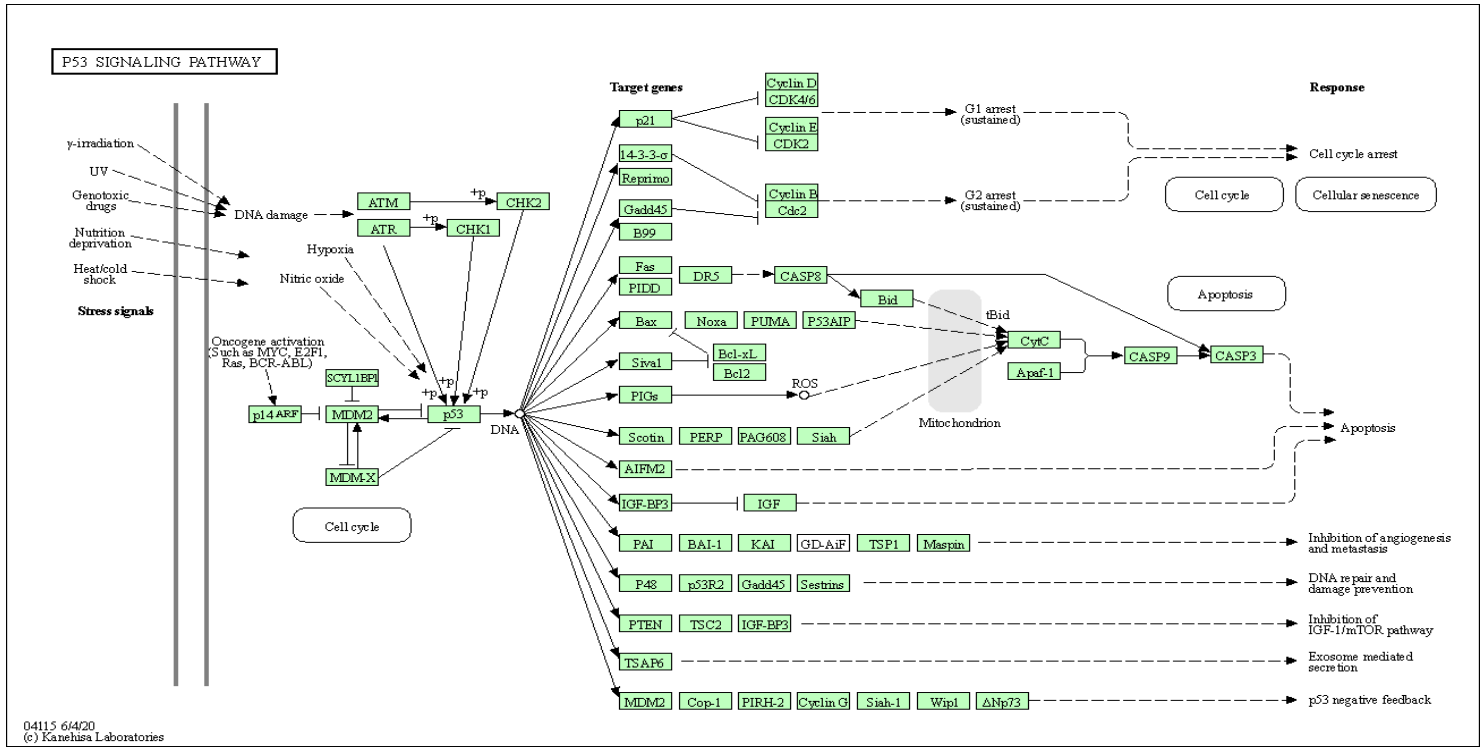 P53 SIGNALING PATHWAY
Target genes
Response
γ-irradiation
UV
Genotoxic
drugs
Nutrition
deprivation
Heat/cold
shock
Stress signals
DNA damage
ATM
+p
CHK2
ATR
+p
CHK1
Hypoxia
Nitric oxide
Oncogene activation
(Such as MYC, E2F1,
Ras, BCR-ABL)
SCYL1BP1
+p
+p
+p
p14 ARF
MDM2
p53
DNA
MDM-X
Cell cycle
p21
Cyclin D
CDK4/6
Cyclin E
CDK2
G1 arrest
(sustained)
14-3-3-σ
Reprimo
Cyclin B
Cdc2
G2 arrest
(sustained)
Gadd45
B99
Cell cycle arrest
Cell cycle
Cellular senescence
Fas
PIDD
DR5
CASP8
Bid
tBid
Apoptosis
Bax
Noxa
PUMA
P53AIP
CytC
Siva1
Bcl-xL
Bcl2
Apaf-1
CASP9
CASP3
PIGs
ROS
Mitochondrion
Scotin
PERP
PAG608
Siah
Apoptosis
AIFM2
IGF-BP3
IGF
PAI
BAI-1
KAI
GD-AiF
TSP1
Maspin
Inhibition of angiogenesis
and metastasis
P48
p53R2
Gadd45
Sestrins
DNA repair and
damage prevention
PTEN
TSC2
IGF-BP3
Inhibition of
IGF-1/mTOR pathway
TSAP6
Exosome mediated
secretion
MDM2
Cop-1
PIRH-2
Cyclin G
Siah-1
Wip1
ΔNp73
p53 negative feedback
04115 6/4/20
(c) Kanehisa Laboratories